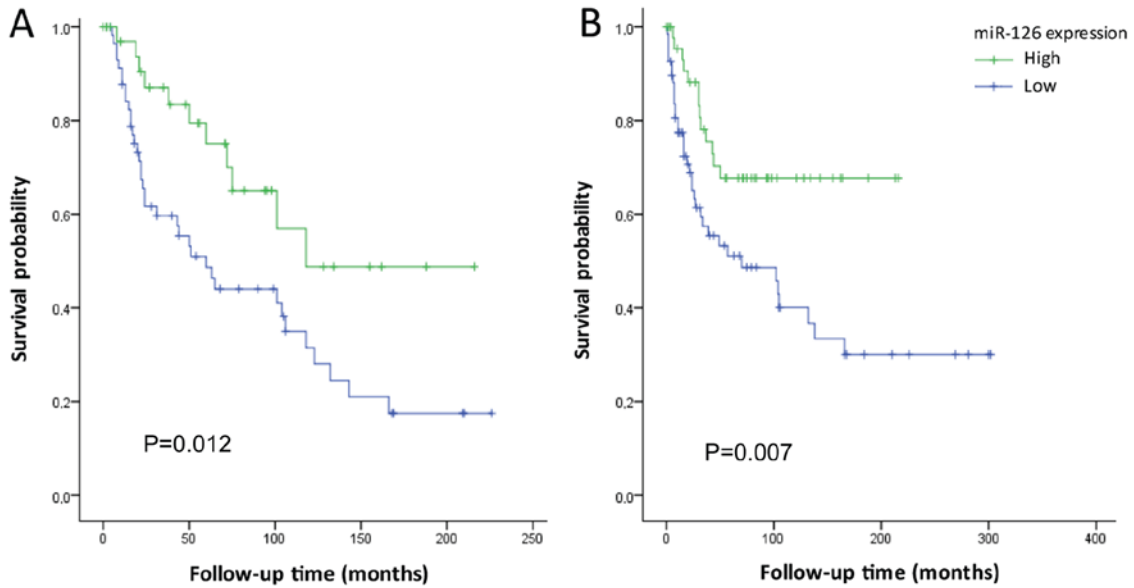 A
Survival probability
1.0
0.8
0.6
0.4
0.2
0.0
P=0.012
0
50
100
150
200
250
Follow-up time (months)
B
miR-126 expression
High
Low
Survival probability
1.0
0.8
0.6
0.4
0.2
0.0
P=0.007
0
100
200
300
400
Follow-up time (months)